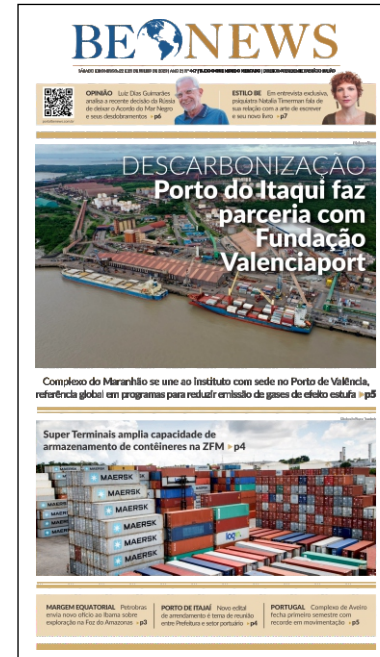 BE NEWS
OPINIÃO Luiz Dias Guimarães
analisa a recente decisão da Rússia
de deixar o Acordo do Mar Negro
e seus desdobramentos ▸p6
ESTILO BE Em entrevista exclusiva,
psiquiatra Natalia Timerman fala de
sua relação com a arte de escrever
e seu novo livro ▸p7
DESCARBONIZAÇÃO
Porto do Itaqui faz
parceria com
Fundação
Valenciaport
Complexo do Maranhão se une ao instituto com sede no Porto de Valência,
referência global em programas para reduzir emissão de gases de efeito estufa ▸p5
Super Terminais amplia capacidade de
armazenamento de contêineres na ZFM ▸p4
MAERSK
MAERSK
MAERSK
MAERSK
MAERSK
MAERSK
MARGEM EQUATORIAL Petrobras
envia novo ofício ao Ibama sobre
exploração na Foz do Amazonas ▸p3
PORTO DE ITAJAÍ Novo edital
de arrendamento é tema de reunião
entre Prefeitura e setor portuário ▸p4
PORTUGAL Complexo de Aveiro
fecha primeiro semestre com
recorde em movimentação ▸p5